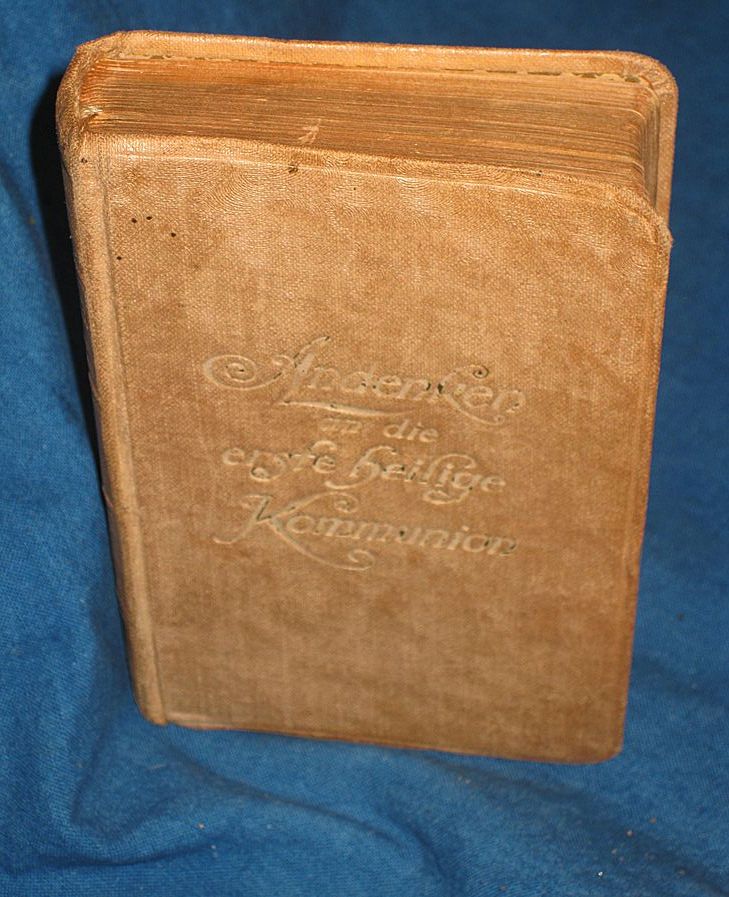 Andenken
an die
erste heilige
Kommunion